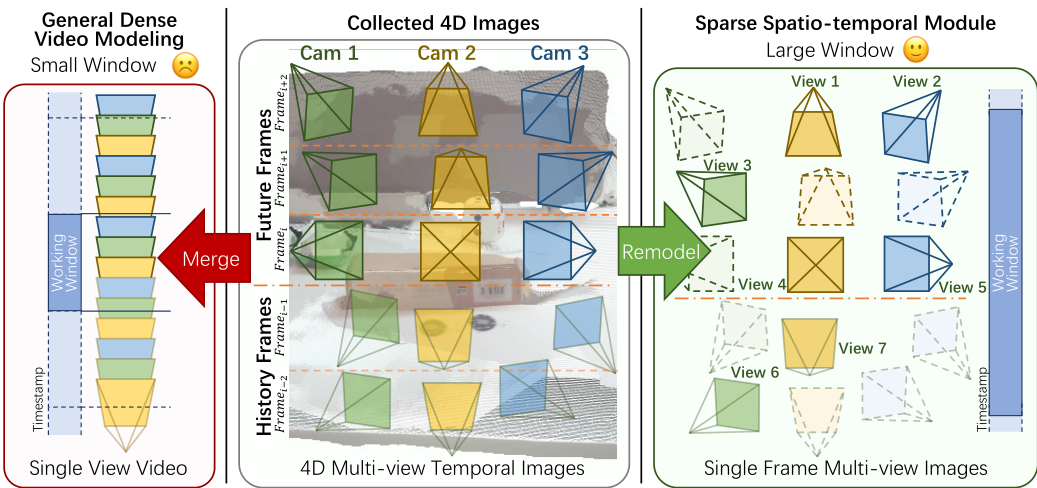 General Dense
Video Modeling
Small Window
Working
Window
Timestamp
Single View Video
Merge
Collected 4D Images
Cam 1
Cam 2
Cam 3
Future Frames
History Frames
Frame_{i+2}
Frame_{i+1}
Frame_i
Frame_{i−1}
Frame_{i−2}
4D Multi-view Temporal Images
Remodel
Sparse Spatio-temporal Module
Large Window
View 1
View 2
View 3
View 4
View 5
View 7
View 6
Working
Window
Timestamp
Single Frame Multi-view Images